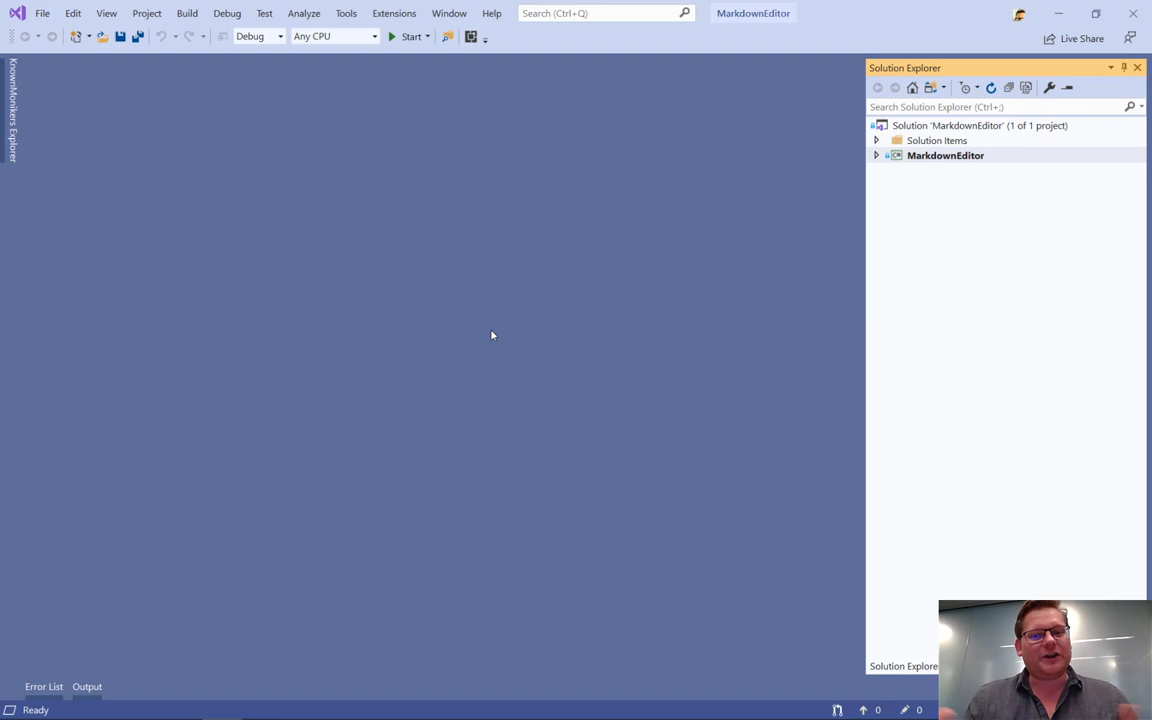 File Edit View Project Build Debug Test Analyze Tools Extensions Window Help Search (Ctrl+Q) MarkdownEditor
Debug Any CPU Start Live Share
KnownMonikers Explorer
Solution Explorer
Search Solution Explorer (Ctrl+;)
Solution 'MarkdownEditor' (1 of 1 project)
Solution Items
C# MarkdownEditor
Solution Explore
Error List Output
Ready 0 0